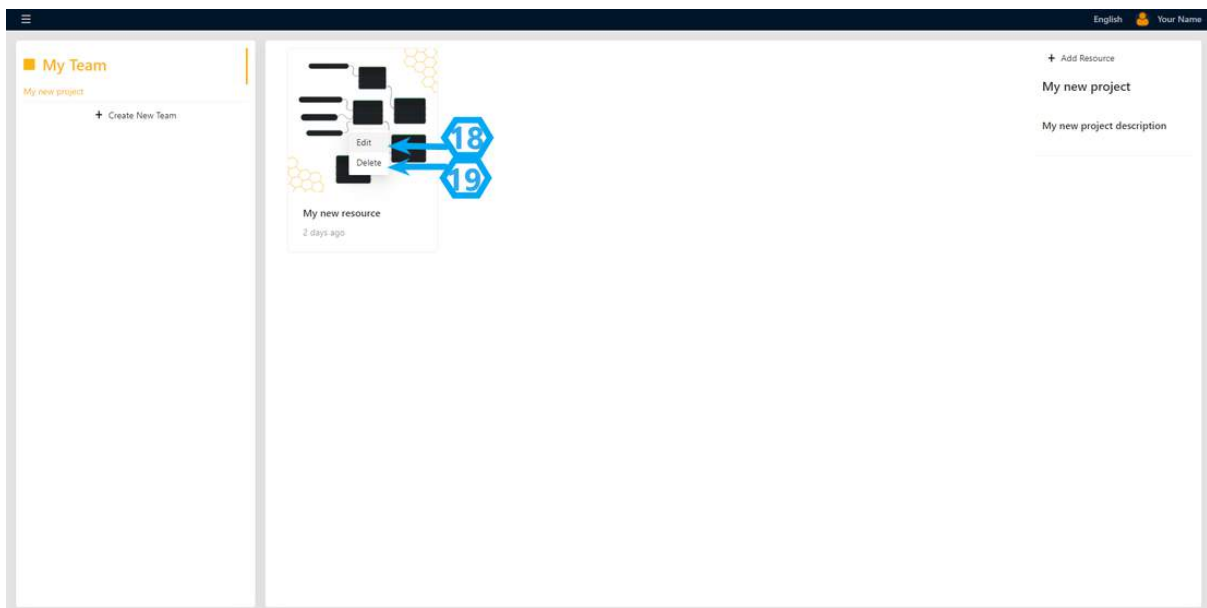 English
Your Name
My Team
My new project
+ Create New Team
Edit
Delete
18
19
My new resource
2 days ago
+ Add Resource
My new project
My new project description